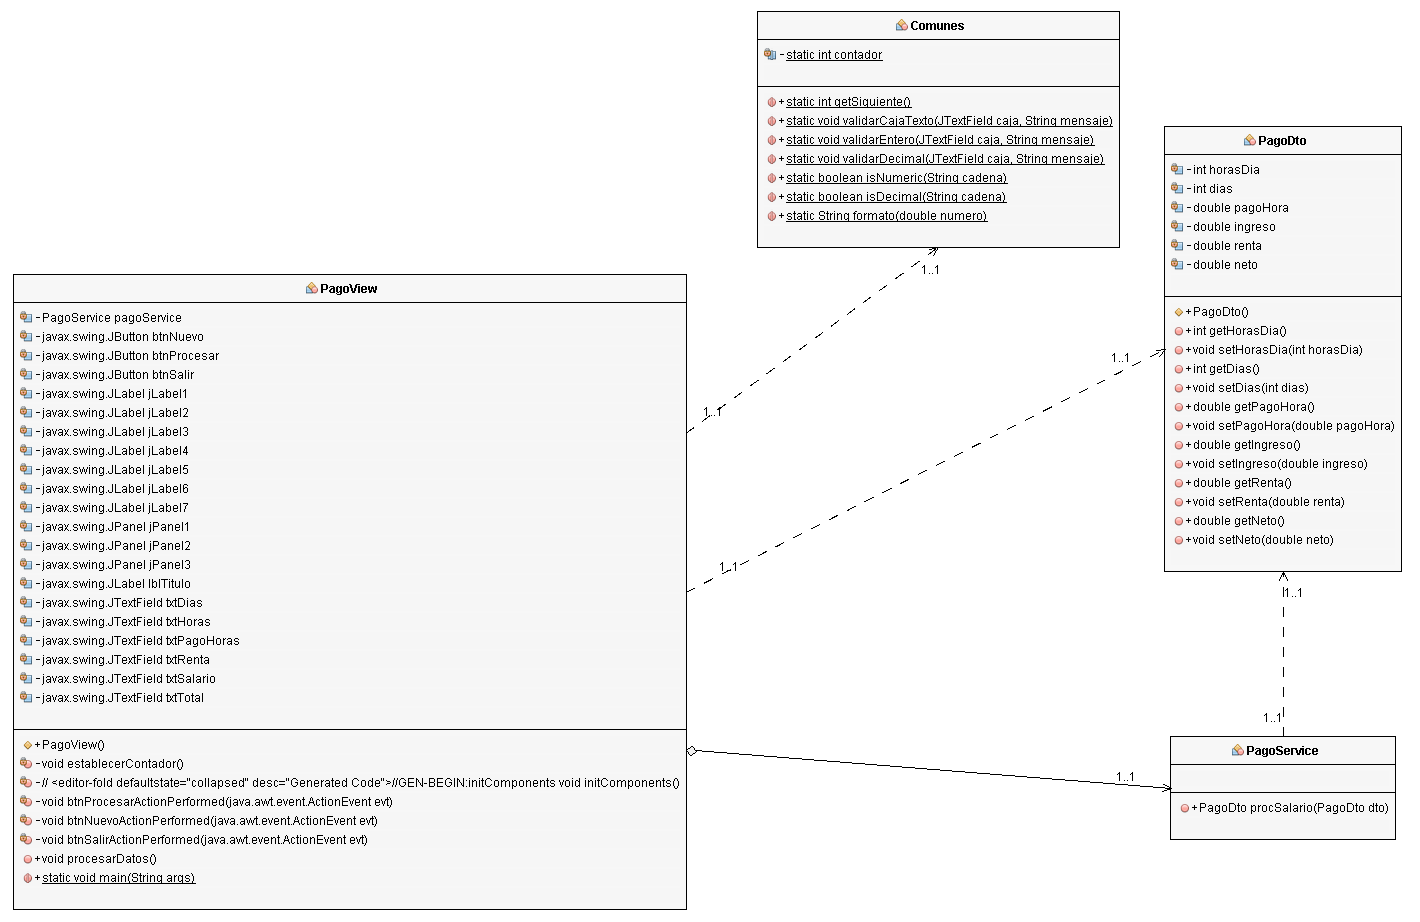 Comunes
- static int contador
+ static int getSiguiente()
+ static void validarCajaTexto(JTextField caja, String mensaje)
+ static void validarEntero(JTextField caja, String mensaje)
+ static void validarDecimal(JTextField caja, String mensaje)
+ static boolean isNumeric(String cadena)
+ static boolean isDecimal(String cadena)
+ static String formato(double numero)
1..1
1..1
PagoDto
- int horasDia
- int dias
- double pagoHora
- double ingreso
- double renta
- double neto
+ PagoDto()
+ int getHorasDia()
+ void setHorasDia(int horasDia)
+ int getDias()
+ void setDias(int dias)
+ double getPagoHora()
+ void setPagoHora(double pagoHora)
+ double getIngreso()
+ void setIngreso(double ingreso)
+ double getRenta()
+ void setRenta(double renta)
+ double getNeto()
+ void setNeto(double neto)
1..1
1..1
PagoView
- PagoService pagoService
- javax.swing.JButton btnNuevo
- javax.swing.JButton btnProcesar
- javax.swing.JButton btnSalir
- javax.swing.JLabel jLabel1
- javax.swing.JLabel jLabel2
- javax.swing.JLabel jLabel3
- javax.swing.JLabel jLabel4
- javax.swing.JLabel jLabel5
- javax.swing.JLabel jLabel6
- javax.swing.JLabel jLabel7
- javax.swing.JPanel jPanel1
- javax.swing.JPanel jPanel2
- javax.swing.JPanel jPanel3
- javax.swing.JLabel lblTitulo
- javax.swing.JTextField txtDias
- javax.swing.JTextField txtHoras
- javax.swing.JTextField txtPagoHoras
- javax.swing.JTextField txtRenta
- javax.swing.JTextField txtSalario
- javax.swing.JTextField txtTotal
+ PagoView()
- void establecerContador()
- // <editor-fold defaultstate="collapsed" desc="Generated Code">//GEN-BEGIN:initComponents void initComponents()
- void btnProcesarActionPerformed(java.awt.event.ActionEvent evt)
- void btnNuevoActionPerformed(java.awt.event.ActionEvent evt)
- void btnSalirActionPerformed(java.awt.event.ActionEvent evt)
+ void procesarDatos()
+ static void main(String args)
1..1
1..1
1..1
PagoService
+ PagoDto procSalario(PagoDto dto)